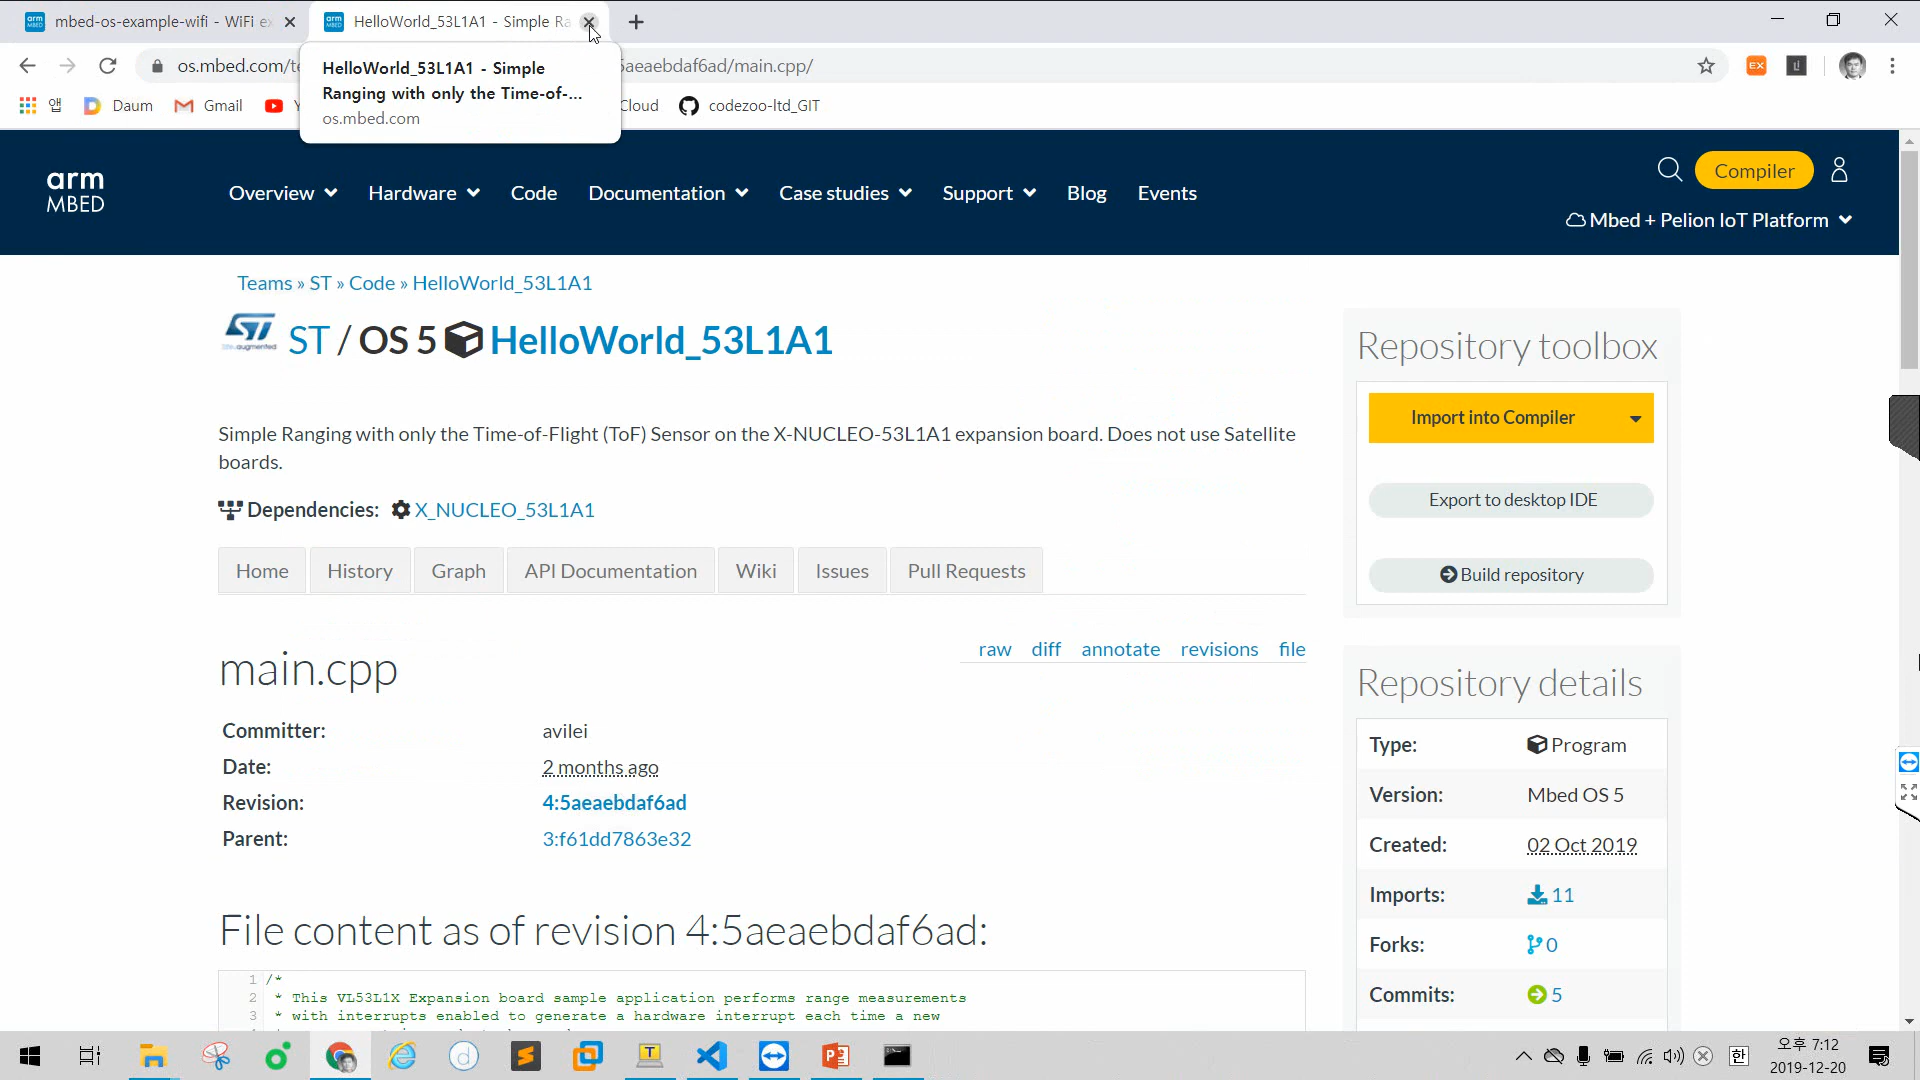 mbed-os-example-wifi - WiFi ex
HelloWorld_53L1A1 - Simple Ra
os.mbed.com/te
5aeaebdaf6ad/main.cpp/
HelloWorld_53L1A1 - Simple
Ranging with only the Time-of-...
os.mbed.com
앱
Daum
Gmail
Y
Cloud
codezoo-ltd_GIT
arm
MBED
Overview
Hardware
Code
Documentation
Case studies
Support
Blog
Events
Compiler
Mbed + Pelion IoT Platform
Teams » ST » Code » HelloWorld_53L1A1
ST / OS 5 HelloWorld_53L1A1
Simple Ranging with only the Time-of-Flight (ToF) Sensor on the X-NUCLEO-53L1A1 expansion board. Does not use Satellite
boards.
Dependencies: X_NUCLEO_53L1A1
Home
History
Graph
API Documentation
Wiki
Issues
Pull Requests
main.cpp
raw diff annotate revisions file
Committer: avilei
Date: 2 months ago
Revision: 4:5aeaebdaf6ad
Parent: 3:f61dd7863e32
File content as of revision 4:5aeaebdaf6ad:
1 /*
2 * This VL53L1X Expansion board sample application performs range measurements
3 * with interrupts enabled to generate a hardware interrupt each time a new
Repository toolbox
Import into Compiler
Export to desktop IDE
Build repository
Repository details
Type: Program
Version: Mbed OS 5
Created: 02 Oct 2019
Imports: 11
Forks: 0
Commits: 5
한
오후 7:12
2019-12-20